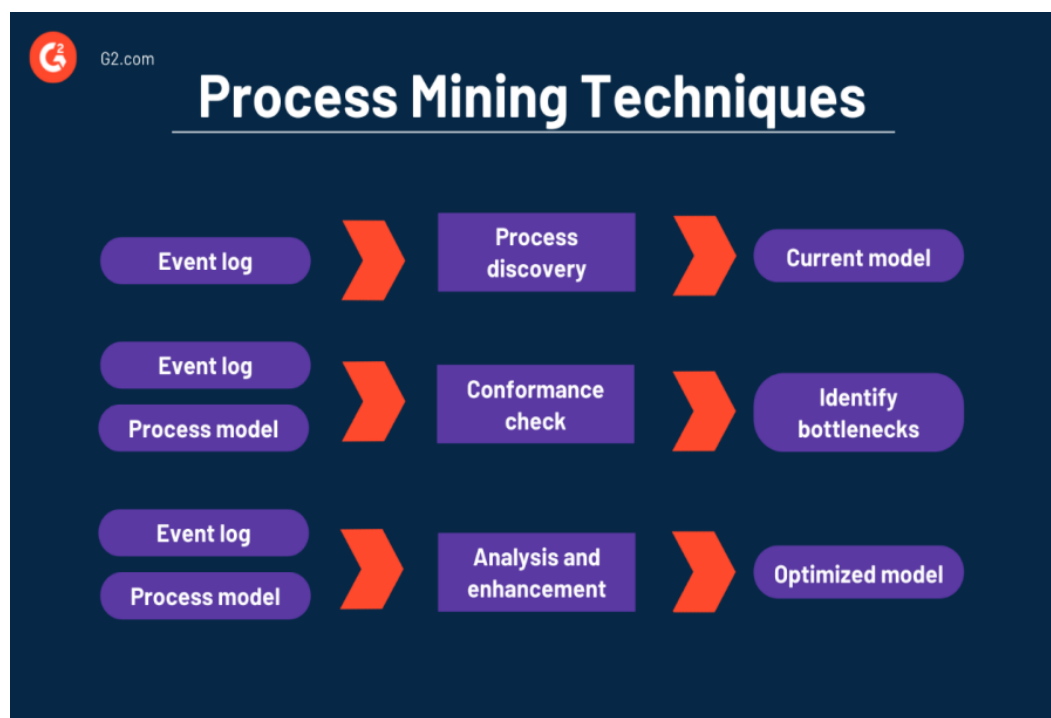 G2
G2.com
Process Mining Techniques
Event log
Process
discovery
Current model
Event log
Process model
Conformance
check
Identify
bottlenecks
Event log
Process model
Analysis and
enhancement
Optimized model